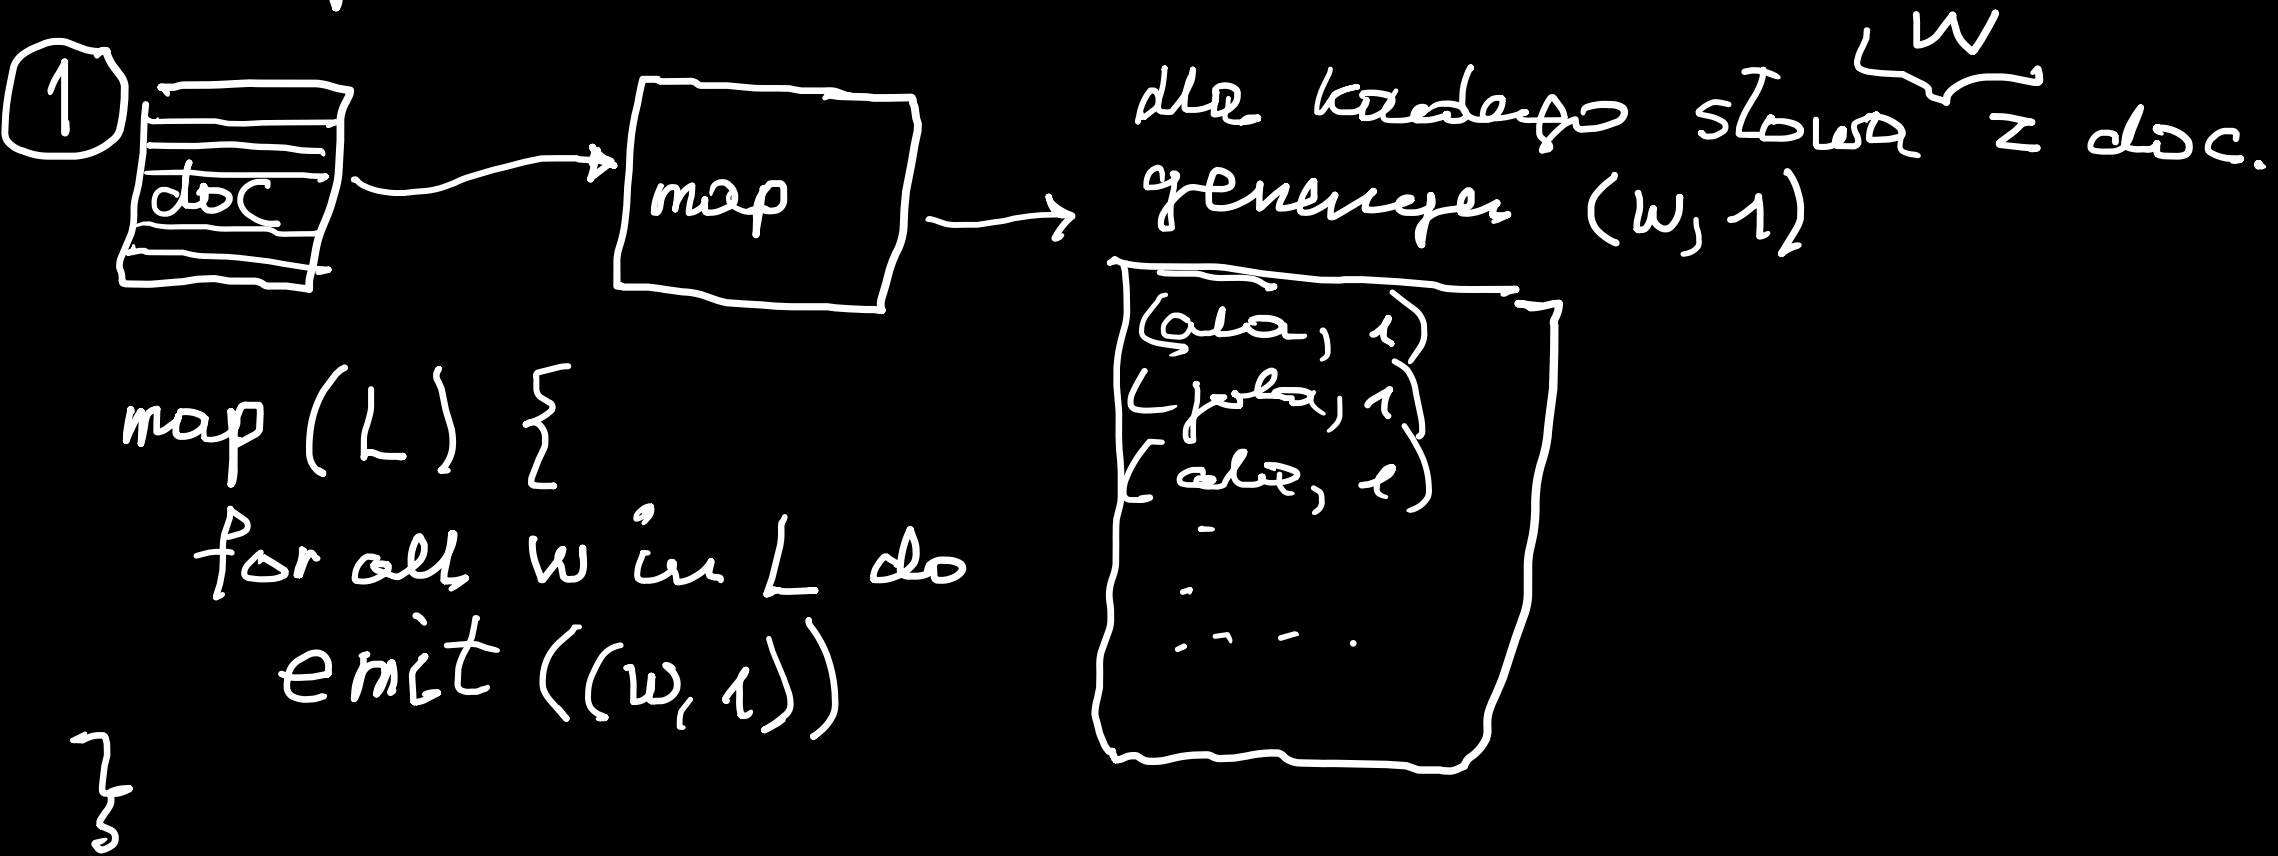 1
doc
map
W
dla każdego słowa z doc.
generuje (w, 1)
(ala, 1)
(jola, 1)
(ala, 1)
map (L) {
for all w in L do
emit ((w, 1))
}